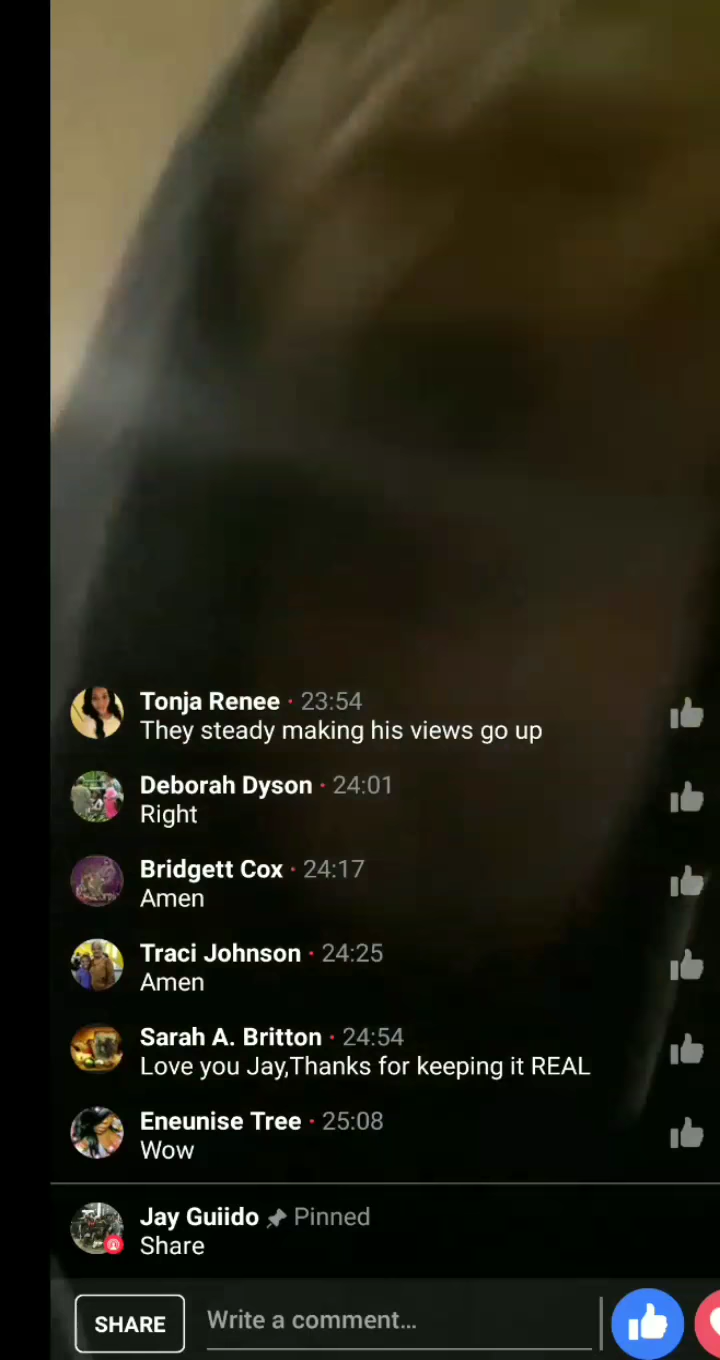 Tonja Renee · 23:54
They steady making his views go up
Deborah Dyson · 24:01
Right
Bridgett Cox · 24:17
Amen
Traci Johnson · 24:25
Amen
Sarah A. Britton · 24:54
Love you Jay,Thanks for keeping it REAL
Eneunise Tree · 25:08
Wow
Jay Guiido Pinned
Share
SHARE Write a comment...